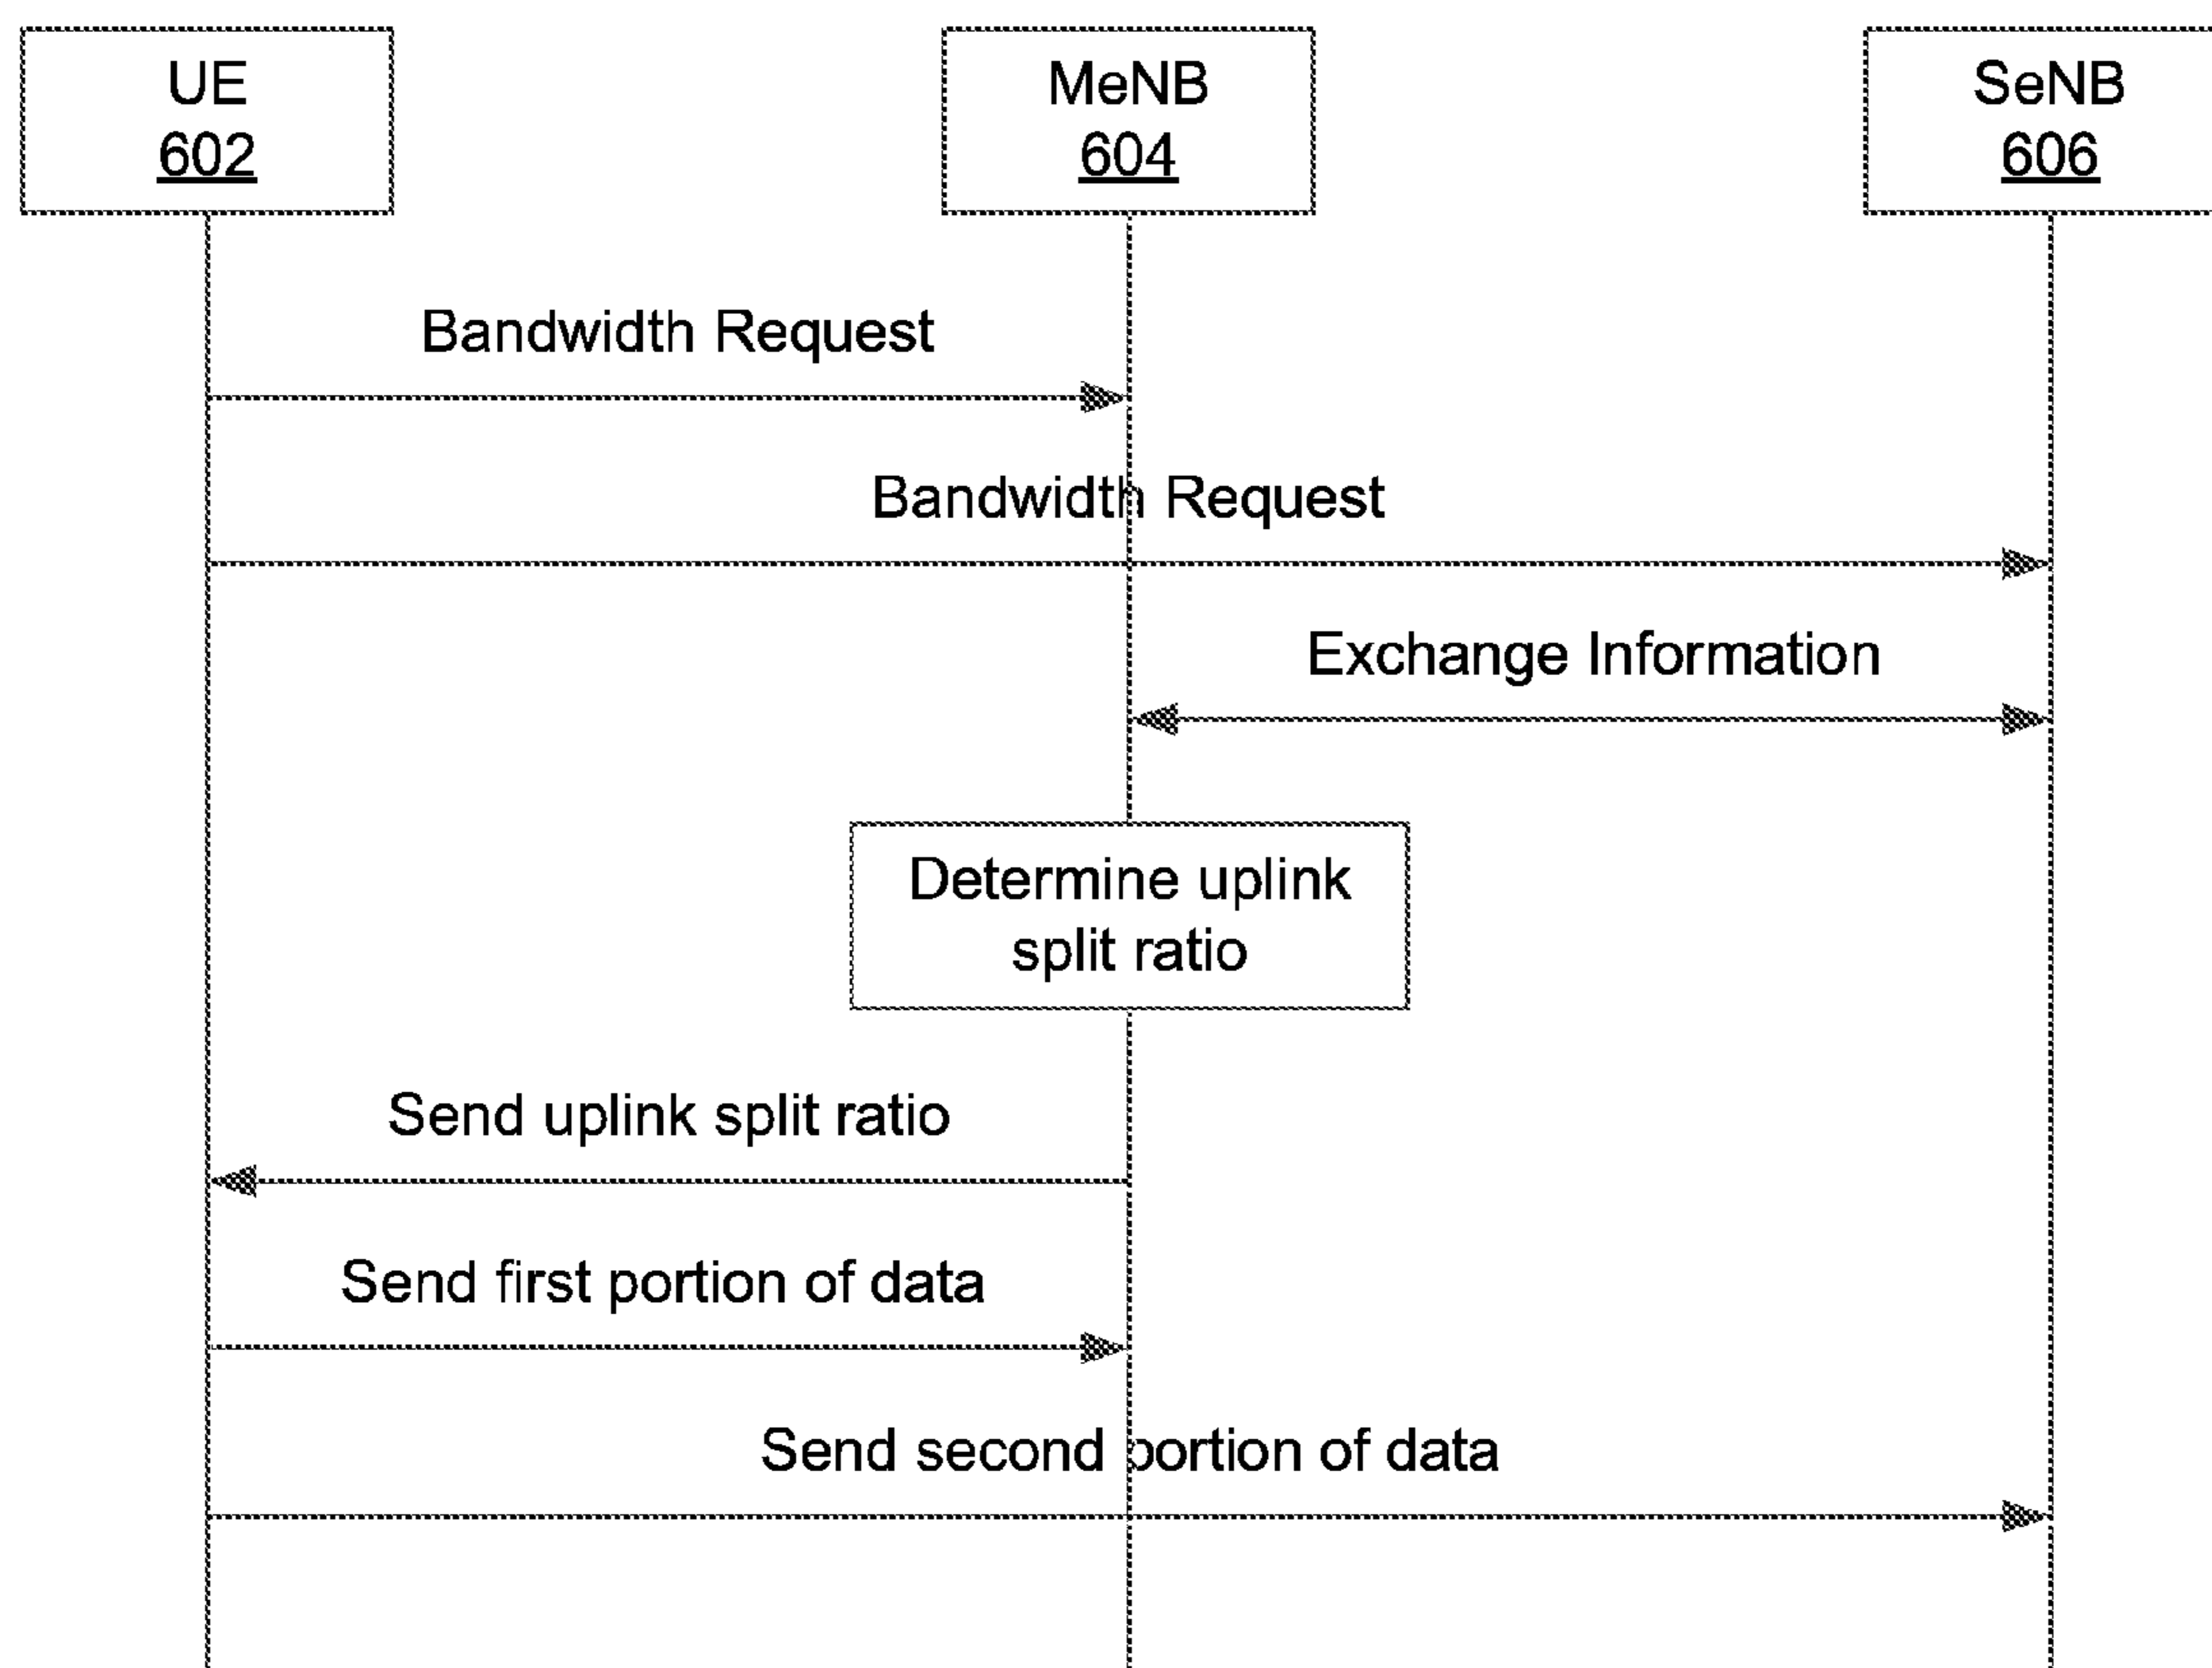 UE
602
MeNB
604
SeNB
606
Bandwidth Request
Bandwidth Request
Exchange Information
Determine uplink
split ratio
Send uplink split ratio
Send first portion of data
Send second portion of data